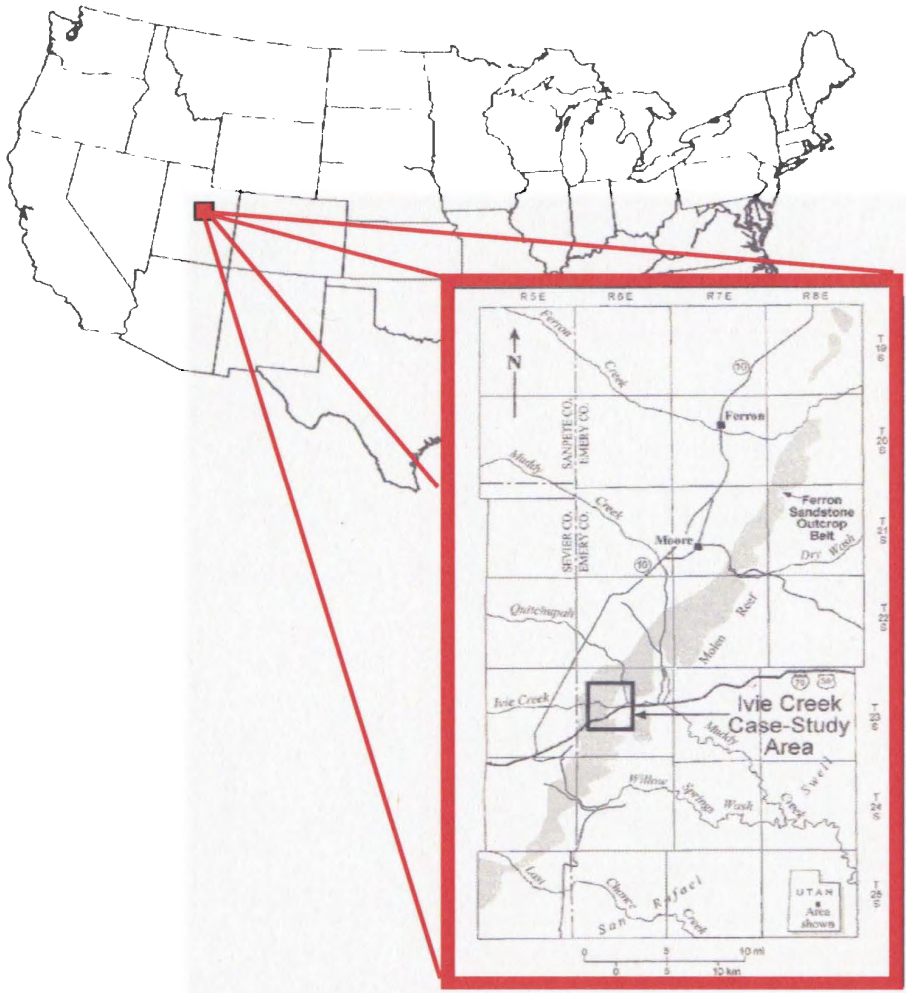 R5E R6E R7E R8E
T 19 S
Ferron Creek
N
10
Ferron
SANPETE CO.
EMERY CO.
T 20 S
Muddy Creek
Ferron
Sandstone
Outcrop
Belt
T 21 S
Moore
Dry Wash
SEVIER CO.
EMERY CO.
10
Quitchupah
Molen Reef
T 22 S
70
Ivie Creek
Ivie Creek
Case-Study
Area
T 23 S
Muddy Creek
Willow Springs Wash
T 24 S
San Rafael Swell
Last Chance Creek
UTAH
Area
shown
T 25 S
0 5 10 mi
0 5 10 km